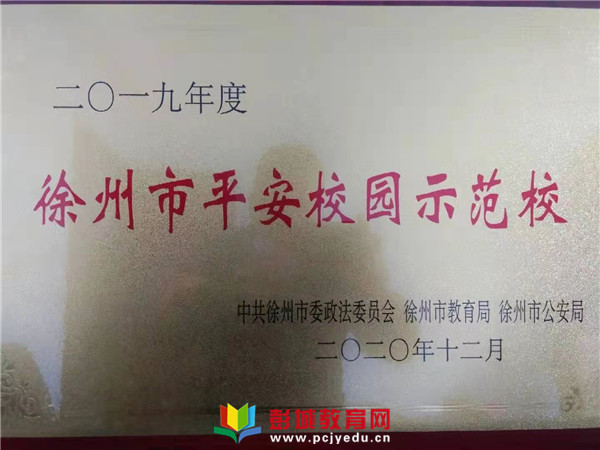 二〇一九年度
徐州市平安校园示范校
中共徐州市委政法委员会 徐州市教育局 徐州市公安局
二〇二〇年十二月
彭城教育网
www.pcjyedu.cn